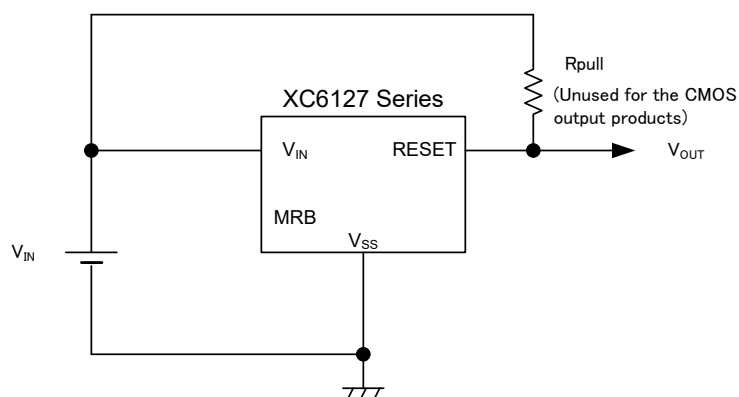 Rpull
(Unused for the CMOS
output products)
XC6127 Series
VIN
RESET
VOUT
MRB
VSS
VIN